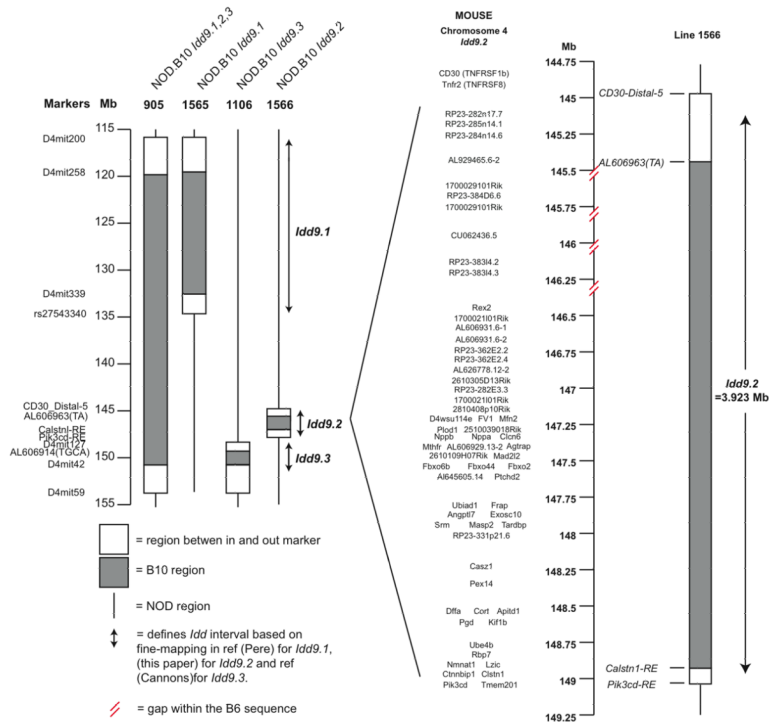 NOD.B10 Idd9.1,2,3
NOD.B10 Idd9.1
NOD.B10 Idd9.3
NOD.B10 Idd9.2
Markers Mb 905 1565 1106 1566
D4mit200
D4mit258
D4mit339
rs27543340
CD30_Distal-5
AL606963(TA)
Calstnl-RE
Pik3cd-RE
D4mit127
AL606914(TGCA)
D4mit42
D4mit59
115
120
125
130
135
140
145
150
155
Idd9.1
Idd9.2
Idd9.3
= region betwen in and out marker
= B10 region
= NOD region
= defines Idd interval based on
fine-mapping in ref (Pere) for Idd9.1,
(this paper) for Idd9.2 and ref
(Cannons)for Idd9.3.
= gap within the B6 sequence
MOUSE
Chromosome 4
Idd9.2
CD30 (TNFRSF1b)
Tnfr2 (TNFRSF8)
RP23-282n17.7
RP23-285n14.1
RP23-284n14.6
AL929465.6-2
1700029101Rik
RP23-384D6.6
1700029101Rik
CU062436.5
RP23-383I4.2
RP23-383I4.3
Rex2
1700021I01Rik
AL606931.6-1
AL606931.6-2
RP23-362E2.2
RP23-362E2.4
AL626778.12-2
2610305D13Rik
RP23-282E3.3
1700021I01Rik
2810408p10Rik
D4wsu114e FV1 Mfn2
Plod1 2510039018Rik
Nppb Nppa Clcn6
Mthfr AL606929.13-2 Agtrap
2610109H07Rik Mad2l2
Fbxo6b Fbxo44 Fbxo2
AI645605.14 Ptchd2
Ubiad1 Frap
Angptl7 Exosc10
Srm Masp2 Tardbp
RP23-331p21.6
Casz1
Pex14
Dffa Cort Apitd1
Pgd Kif1b
Ube4b
Rbp7
Nmnat1 Lzic
Ctnnbip1 Clstn1
Pik3cd Tmem201
Mb
144.75
145
145.25
145.5
145.75
146
146.25
146.5
146.75
147
147.25
147.5
147.75
148
148.25
148.5
148.75
149
149.25
Line 1566
CD30-Distal-5
AL606963(TA)
Calstn1-RE
Pik3cd-RE
Idd9.2
=3.923 Mb